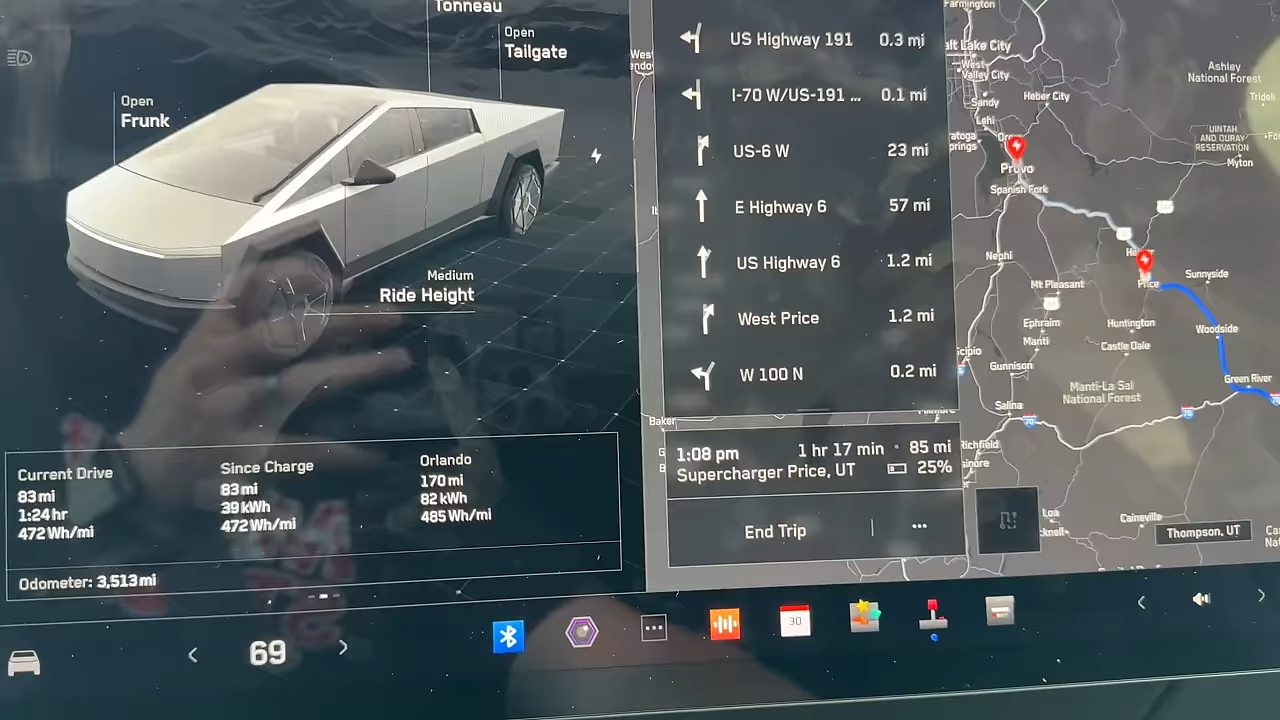 Tonneau
Open
Tailgate
Open
Frunk
Medium
Ride Height
Current Drive
83 mi
1:24 hr
472 Wh/mi
Since Charge
83 mi
39 kWh
472 Wh/mi
Orlando
170 mi
82 kWh
485 Wh/mi
Odometer: 3,513 mi
69
30
US Highway 191 0.3 mi
I-70 W/US-191 ... 0.1 mi
US-6 W 23 mi
E Highway 6 57 mi
US Highway 6 1.2 mi
West Price 1.2 mi
W 100 N 0.2 mi
1:08 pm 1 hr 17 min · 85 mi
Supercharger Price, UT 25%
End Trip
Farmington
alt Lake City
West
Valley City
Sandy
Heber City
Lehi
Provo
Spanish Fork
Ashley
National Forest
UINTAH
AND OURAY
RESERVATION
Myton
Nephi
Price
Sunnyside
Mt Pleasant
Ephraim
Manti
Huntington
Castle Dale
Woodside
Gunnison
Green River
Manti-La Sal
National Forest
Salina
70
70
Richfield
Baker
Loa
Caineville
Thompson, UT